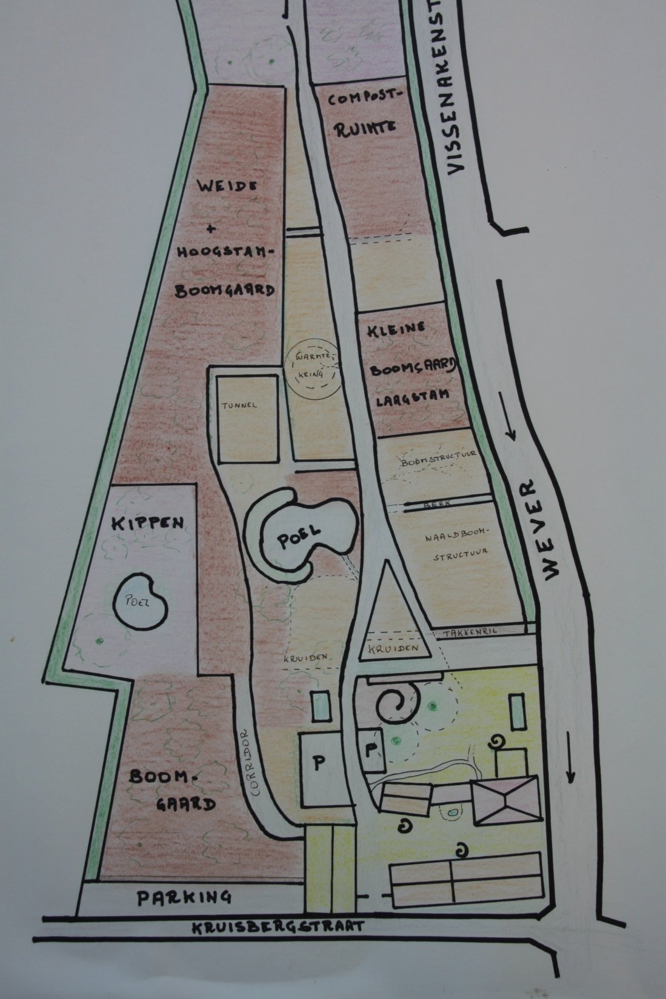 VISSENAKENST
COMPOST-
RUIMTE
WEIDE
+
HOOGSTAM-
BOOMGAARD
KLEINE
BOOMGAARD
LAAGSTAM
WARMTE
KRING
TUNNEL
BOOMSTRUCTUUR
BEEK
WEVER
KIPPEN
POEL
POEL
NAALDBOOM-
STRUCTUUR
TAKKENRIL
KRUIDEN
KRUIDEN
CORRIDOR
P
P
BOOM-
GAARD
PARKING
KRUISBERGSTRAAT